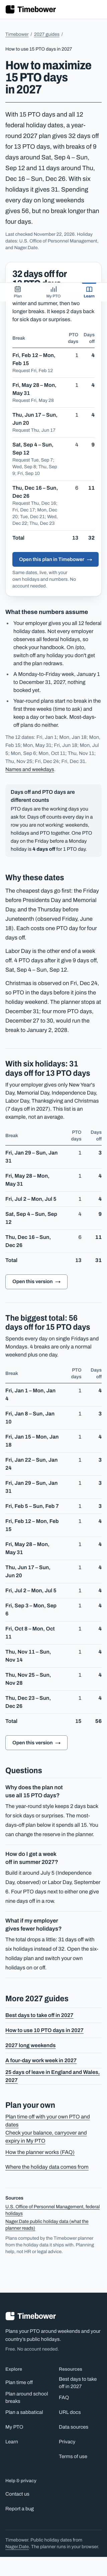 Timebower
Timebower / 2027 guides /
How to use 15 PTO days in 2027
How to maximize
15 PTO days
in 2027
With 15 PTO days and all 12
federal holiday dates, a year-
round 2027 plan gives 32 days off
from 13 PTO days, with breaks of
9 days around Sat, Sep 4 – Sun,
Sep 12 and 11 days around Thu,
Dec 16 – Sun, Dec 26. With six
holidays it gives 31. Spending
every day on long weekends
gives 56, but no break longer than
four days.
Last checked November 22, 2026. Holiday
dates: U.S. Office of Personnel Management,
and Nager.Date.
32 days off for
Plan
My PTO
Learn
winter and summer from two
longer breaks. It keeps 2 days back
for sick days or surprises.
Break
PTO days
Days off
Fri, Feb 12 – Mon, Feb 15
1
4
Request Fri, Feb 12
Fri, May 28 – Mon, May 31
1
4
Request Fri, May 28
Thu, Jun 17 – Sun, Jun 20
1
4
Request Thu, Jun 17
Sat, Sep 4 – Sun, Sep 12
4
9
Request Tue, Sep 7; Wed, Sep 8; Thu, Sep 9; Fri, Sep 10
Thu, Dec 16 – Sun, Dec 26
6
11
Request Thu, Dec 16; Fri, Dec 17; Mon, Dec 20; Tue, Dec 21; Wed, Dec 22; Thu, Dec 23
Total
13
32
Open this plan in Timebower →
Same dates, now with your
own holidays and numbers. No
account needed.
What these numbers assume
Your employer gives you all 12 federal
holiday dates. Not every employer
observes all holidays and some
schedules can be hourly. On Plan,
switch off any holiday you do not get
to find the real number of days off
and the plan redraws.
A Monday-to-Friday week, January 1
to December 31, 2027, nothing
booked yet.
Year-round plans start no break in the
first three weeks (or a rest date) and
keep a day or two back. Most-days-
off plans do neither.
The 12 dates: Fri, Jan 1; Mon, Jan 18; Mon,
Feb 15; Mon, May 31; Fri, Jun 18; Mon, Jul
5; Mon, Sep 6; Mon, Oct 11; Thu, Nov 11;
Thu, Nov 25; Fri, Dec 24; Fri, Dec 31.
Names and weekdays.
Days off and PTO days are
different counts
PTO days are the working days you
ask for. Days off counts every day in a
row you are not working: weekends,
holidays and PTO together. One PTO
day on the Friday before a Monday
holiday is 4 days off for 1 PTO day.
Why these dates
The cheapest days go first: the Friday
before Presidents Day and Memorial
Day, and the Thursday before
Juneteenth (observed Friday, June
18). Each costs one PTO day for four
days off.
Labor Day is the other end of a week
off. 4 PTO days after it give 9 days off,
Sat, Sep 4 – Sun, Sep 12.
Christmas is observed on Fri, Dec 24,
so PTO in the days before it joins the
holiday instead of wrapping round it.
New Year's Day is observed on Friday,
December 31; four more PTO days,
December 27 to 30, would run the
break to January 2, 2028.
With six holidays: 31 days
off for 13 PTO days
If your employer gives only New Year's
Day, Memorial Day, Independence Day,
Labor Day, Thanksgiving and Christmas
(7 days off in 2027). This list is an
example, not an average.
Break
PTO days
Days off
Fri, Jan 29 – Sun, Jan 31
1
3
Fri, May 28 – Mon, May 31
1
4
Fri, Jul 2 – Mon, Jul 5
1
4
Sat, Sep 4 – Sun, Sep 12
4
9
Thu, Dec 16 – Sun, Dec 26
6
11
Total
13
31
Open this version →
The biggest total: 56
days off for 15 PTO days
Spends every day on single Fridays and
Mondays. 4 breaks are only a normal
weekend plus one day.
Break
PTO days
Days off
Fri, Jan 1 – Mon, Jan 4
1
4
Fri, Jan 8 – Sun, Jan 10
1
3
Fri, Jan 15 – Mon, Jan 18
1
4
Fri, Jan 22 – Sun, Jan 24
1
3
Fri, Jan 29 – Sun, Jan 31
1
3
Fri, Feb 5 – Sun, Feb 7
1
3
Fri, Feb 12 – Mon, Feb 15
1
4
Fri, May 28 – Mon, May 31
1
4
Thu, Jun 17 – Sun, Jun 20
1
4
Fri, Jul 2 – Mon, Jul 5
1
4
Fri, Sep 3 – Mon, Sep 6
1
4
Fri, Oct 8 – Mon, Oct 11
1
4
Thu, Nov 11 – Sun, Nov 14
1
4
Thu, Nov 25 – Sun, Nov 28
1
4
Thu, Dec 23 – Sun, Dec 26
1
4
Total
15
56
Open this version →
Questions
Why does the plan not
use all 15 PTO days?
The year-round style keeps 2 days back
for sick days or surprises. The most-
days-off plan below it spends all 15. You
can change the reserve in the planner.
How do I get a week
off in summer 2027?
Build it around July 5 (Independence
Day, observed) or Labor Day, September
6. Four PTO days next to either one give
nine days off in a row.
What if my employer
gives fewer holidays?
The total drops a little: 31 days off with
six holidays instead of 32. Open the six-
holiday plan and switch your own
holidays on or off.
More 2027 guides
Best days to take off in 2027
How to use 10 PTO days in 2027
2027 long weekends
A four-day work week in 2027
25 days of leave in England and Wales,
2027
Plan your own
Plan time off with your own PTO and
dates
Check your balance, carryover and
expiry in My PTO
How the planner works (FAQ)
Where the holiday data comes from
Sources
U.S. Office of Personnel Management, federal
holidays
Nager.Date public holiday data (what the
planner reads)
Plans computed by the Timebower planner
from the holiday data it ships with. Planning
help, not HR or legal advice.
Timebower
Plans your PTO around weekends and your
country's public holidays.
Free. No account needed.
Explore
Plan time off
Plan around school breaks
Plan a sabbatical
My PTO
Learn
Resources
Best days to take off in 2027
FAQ
URL docs
Data sources
Privacy
Terms of use
Help & privacy
Contact us
Report a bug
Timebower. Public holiday dates from
Nager.Date. The planner runs in your browser.